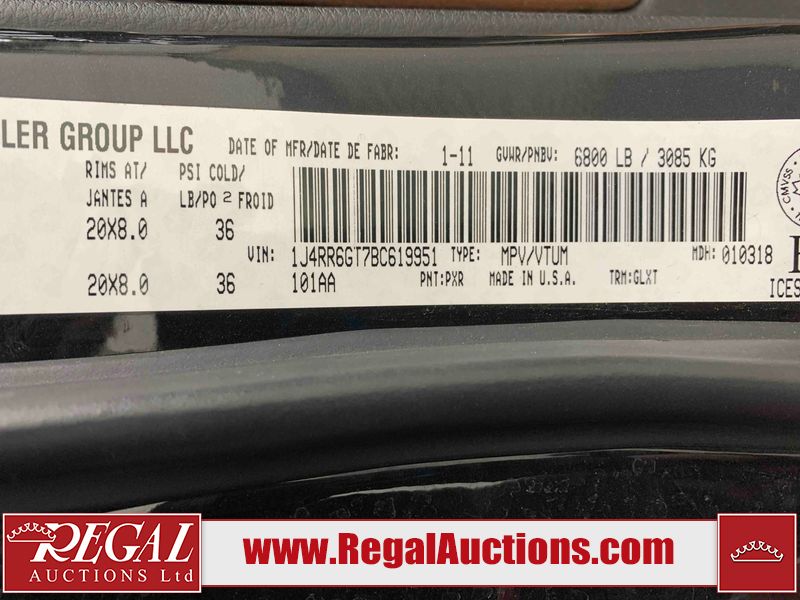 LER GROUP LLC DATE OF MFR/DATE DE FABR: 1-11 GVWR/PNBV: 6800 LB / 3085 KG
RIMS AT/ PSI COLD/
JANTES A LB/PO 2 FROID
20X8.0 36 VIN: 1J4RR6GT7BC619951 TYPE: MPV/VTUM MDH: 010318
20X8.0 36 101AA PNT:PXR MADE IN U.S.A. TRM:GLXT ICES
CMVSS
REGAL
AUCTIONS Ltd
www.RegalAuctions.com